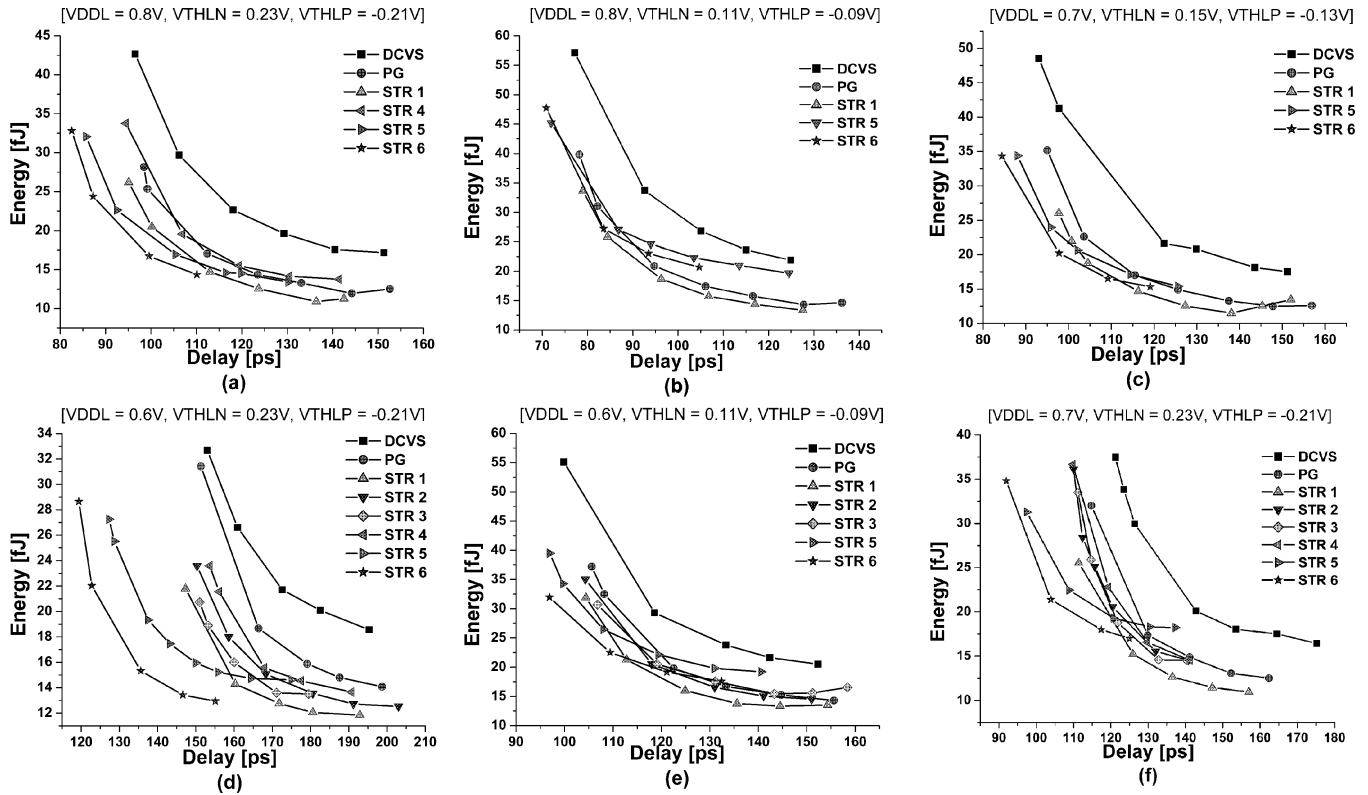 [VDDL = 0.8V, VTHLN = 0.23V, VTHLP = -0.21V]
45
40
35
30
25
20
15
10
Energy [fJ]
DCVS
PG
STR 1
STR 4
STR 5
STR 6
80 90 100 110 120 130 140 150 160
Delay [ps]
(a)
[VDDL = 0.8V, VTHLN = 0.11V, VTHLP = -0.09V]
60
55
50
45
40
35
30
25
20
15
10
Energy [fJ]
DCVS
PG
STR 1
STR 5
STR 6
70 80 90 100 110 120 130 140
Delay [ps]
(b)
[VDDL = 0.7V, VTHLN = 0.15V, VTHLP = -0.13V]
50
45
40
35
30
25
20
15
10
Energy [fJ]
DCVS
PG
STR 1
STR 5
STR 6
80 90 100 110 120 130 140 150 160
Delay [ps]
(c)
[VDDL = 0.6V, VTHLN = 0.23V, VTHLP = -0.21V]
34
32
30
28
26
24
22
20
18
16
14
12
Energy [fJ]
DCVS
PG
STR 1
STR 2
STR 3
STR 4
STR 5
STR 6
120 130 140 150 160 170 180 190 200 210
Delay [ps]
(d)
[VDDL = 0.6V, VTHLN = 0.11V, VTHLP = -0.09V]
60
55
50
45
40
35
30
25
20
15
10
Energy [fJ]
DCVS
PG
STR 1
STR 2
STR 3
STR 5
STR 6
90 100 110 120 130 140 150 160
Delay [ps]
(e)
[VDDL = 0.7V, VTHLN = 0.23V, VTHLP = -0.21V]
40
35
30
25
20
15
10
Energy [fJ]
DCVS
PG
STR 1
STR 2
STR 3
STR 4
STR 5
STR 6
90 100 110 120 130 140 150 160 170 180
Delay [ps]
(f)